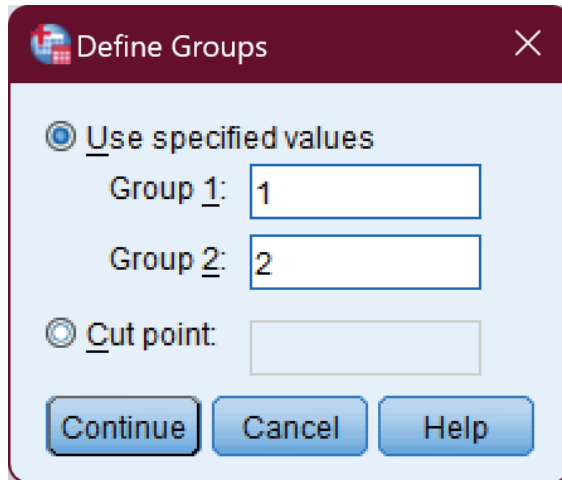 Define Groups
Use specified values
Group 1: 1
Group 2: 2
Cut point:
Continue Cancel Help